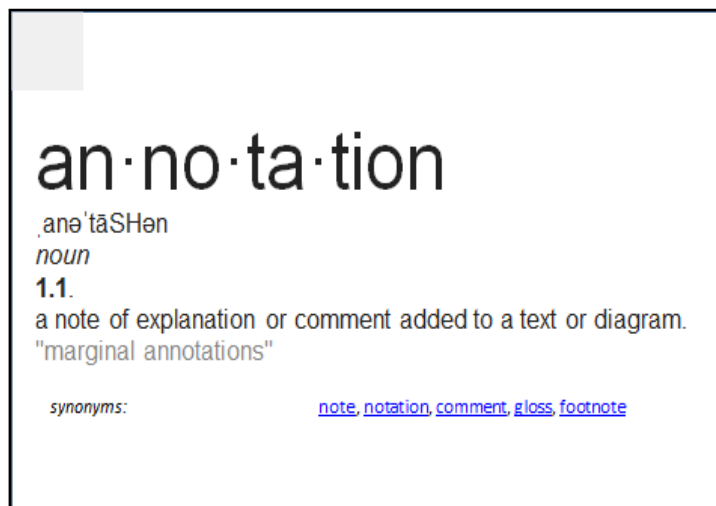 an·no·ta·tion
ˌanəˈtāSHən
noun
1.1.
a note of explanation or comment added to a text or diagram.
"marginal annotations"
synonyms: note, notation, comment, gloss, footnote